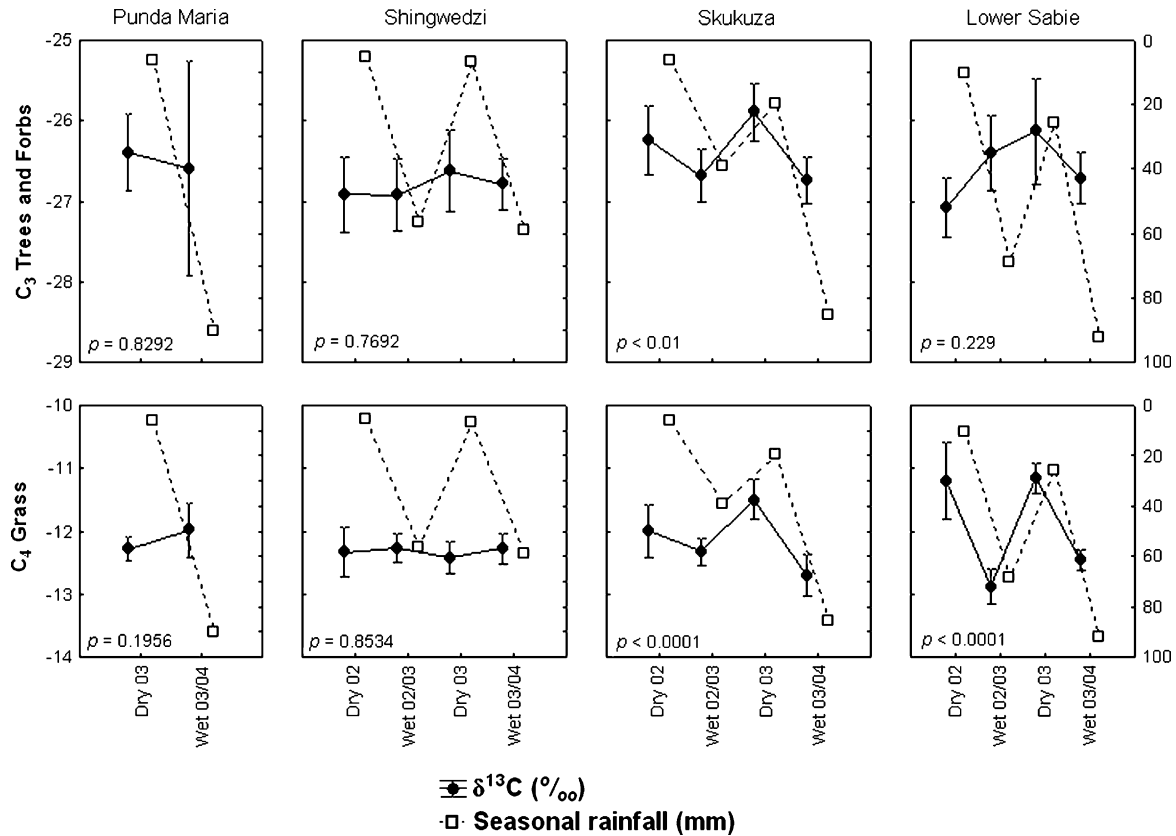 Punda Maria Shingwedzi Skukuza Lower Sabie
C3 Trees and Forbs
-25
-26
-27
-28
-29
0
20
40
60
80
100
p = 0.8292 p = 0.7692 p < 0.01 p = 0.229
C4 Grass
-10
-11
-12
-13
-14
0
20
40
60
80
100
p = 0.1956 p = 0.8534 p < 0.0001 p < 0.0001
Dry 03
Wet 03/04
Dry 02
Wet 02/03
Dry 03
Wet 03/04
Dry 02
Wet 02/03
Dry 03
Wet 03/04
Dry 02
Wet 02/03
Dry 03
Wet 03/04
δ13C (o/oo)
Seasonal rainfall (mm)